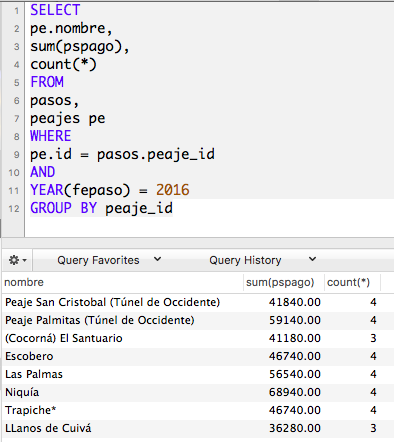 1 SELECT
2 pe.nombre,
3 sum(pspago),
4 count(*)
5 FROM
6 pasos,
7 peajes pe
8 WHERE
9 pe.id = pasos.peaje_id
10 AND
11 YEAR(fepaso) = 2016
12 GROUP BY peaje_id
Query Favorites Query History
nombre sum(pspago) count(*)
Peaje San Cristobal (Túnel de Occidente) 41840.00 4
Peaje Palmitas (Túnel de Occidente) 59140.00 4
(Cocorná) El Santuario 41180.00 3
Escobero 46740.00 4
Las Palmas 56540.00 4
Niquía 68940.00 4
Trapiche* 46740.00 4
LLanos de Cuivá 36280.00 3